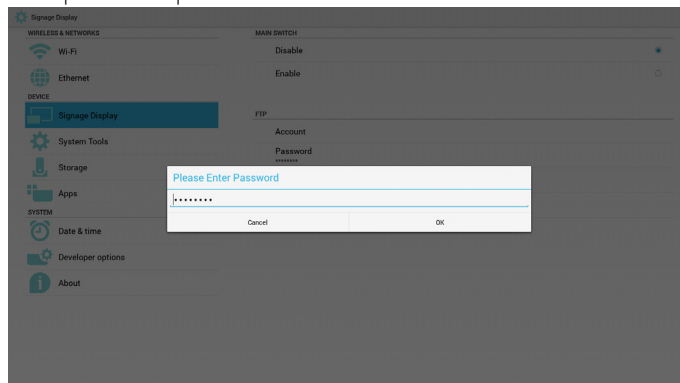 Signage Display
WIRELESS & NETWORKS
Wi-Fi
Ethernet
DEVICE
Signage Display
System Tools
Storage
Apps
SYSTEM
Date & time
Developer options
About
MAIN SWITCH
Disable
Enable
FTP
Account
Password
********
Please Enter Password
••••••••
Cancel
OK